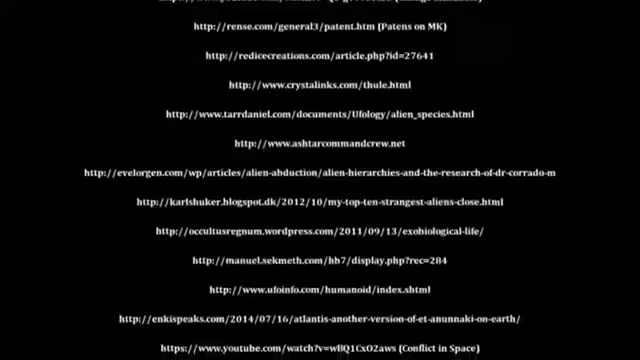 http://rense.com/general3/patent.htm (Patens on MK)
http://redicecreations.com/article.php?id=27641
http://www.crystalinks.com/thule.html
http://www.tarrdaniel.com/documents/Ufology/alien_species.html
http://www.ashtarcommandcrew.net
http://evelorgen.com/wp/articles/alien-abduction/alien-hierarchies-and-the-research-of-dr-corrado-m
http://karlshuker.blogspot.dk/2012/10/my-top-ten-strangest-aliens-close.html
http://occultusregnum.wordpress.com/2011/09/13/exobiological-life/
http://manuel.sekmeth.com/hb7/display.php?rec=284
http://www.ufoinfo.com/humanoid/index.shtml
http://enkispeaks.com/2014/07/16/atlantis-another-version-of-et-anunnaki-on-earth/
https://www.youtube.com/watch?v=wBQ1CxO2aws (Conflict in Space)